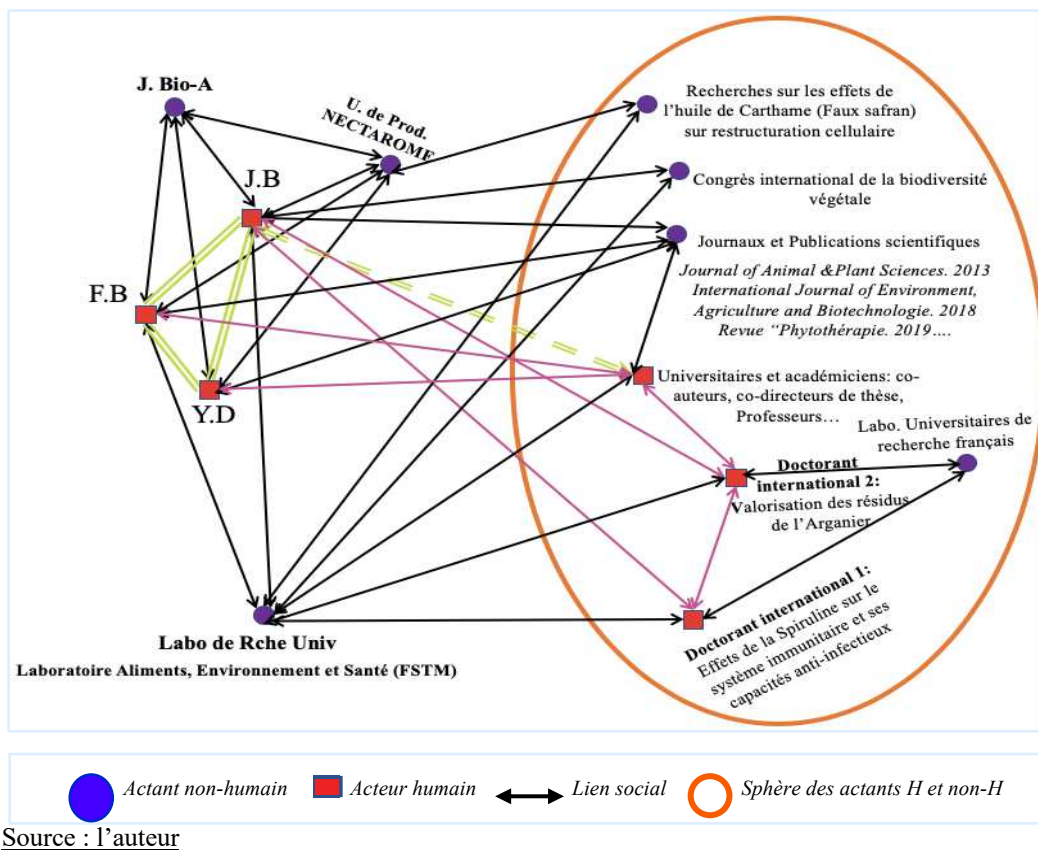 J. Bio-A
U. de Prod.
NECTAROME
J.B
F.B
Y.D
Labo de Rche Univ
Laboratoire Aliments, Environnement et Santé (FSTM)
Recherches sur les effets de
l'huile de Carthame (Faux safran)
sur restructuration cellulaire
Congrès international de la biodiversité
végétale
Journaux et Publications scientifiques
Journal of Animal &Plant Sciences. 2013
International Journal of Environment,
Agriculture and Biotechnologie. 2018
Revue "Phytothérapie. 2019….
Universitaires et académiciens: co-
auteurs, co-directeurs de thèse,
Professeurs…
Labo. Universitaires de
recherche français
Doctorant
international 2:
Valorisation des résidus
de l'Arganier
Doctorant international 1:
Effets de la Spiruline sur le
système immunitaire et ses
capacités anti-infectieux
Actant non-humain
Acteur humain
Lien social
Sphère des actants H et non-H
Source : l'auteur